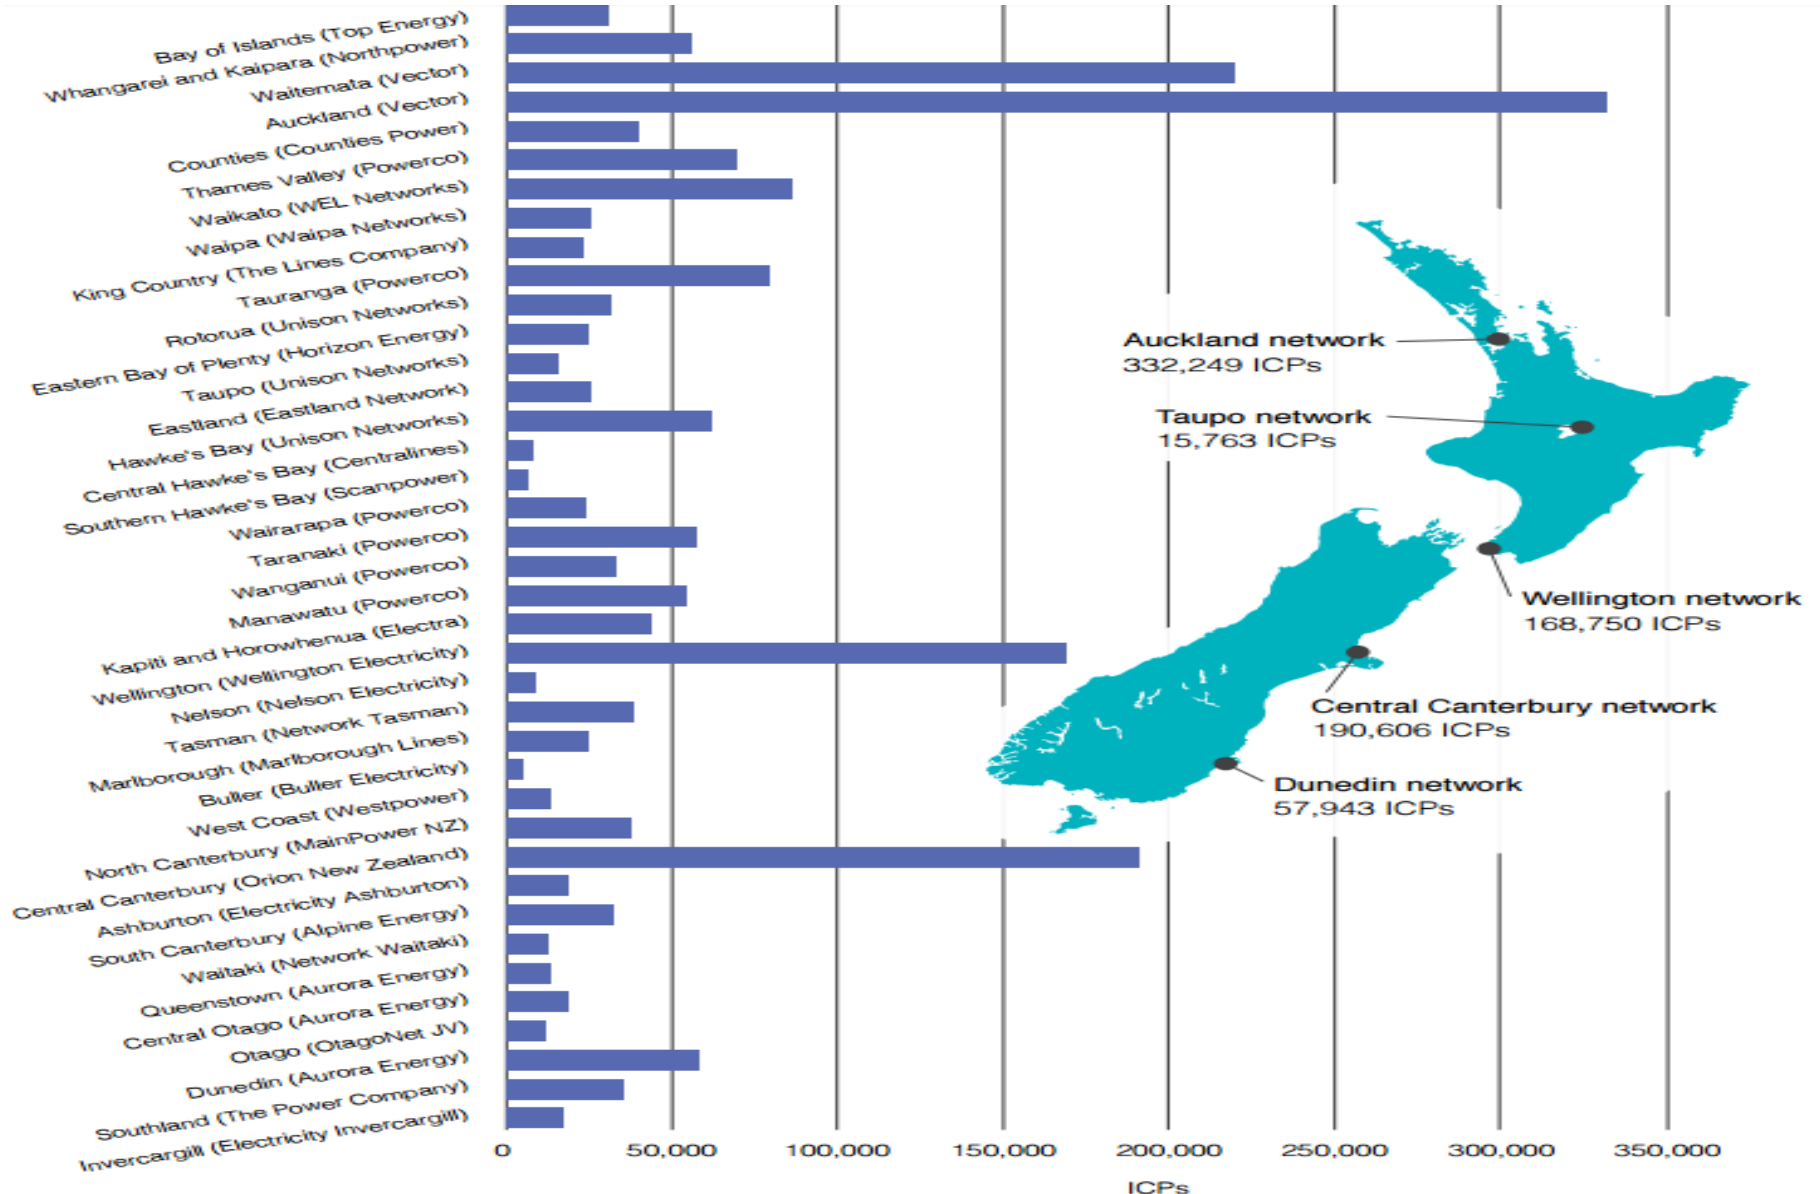 Bay of Islands (Top Energy)
Whangarei and Kaipara (Northpower)
Waitemata (Vector)
Auckland (Vector)
Counties (Counties Power)
Thames Valley (Powerco)
Waikato (WEL Networks)
Waipa (Waipa Networks)
King Country (The Lines Company)
Tauranga (Powerco)
Rotorua (Unison Networks)
Eastern Bay of Plenty (Horizon Energy)
Taupo (Unison Networks)
Eastland (Eastland Network)
Hawke's Bay (Unison Networks)
Central Hawke's Bay (Centralines)
Southern Hawke's Bay (Scanpower)
Wairarapa (Powerco)
Taranaki (Powerco)
Wanganui (Powerco)
Manawatu (Powerco)
Kapiti and Horowhenua (Electra)
Wellington (Wellington Electricity)
Nelson (Nelson Electricity)
Tasman (Network Tasman)
Marlborough (Marlborough Lines)
Buller (Buller Electricity)
West Coast (Westpower)
North Canterbury (MainPower NZ)
Central Canterbury (Orion New Zealand)
Ashburton (Electricity Ashburton)
South Canterbury (Alpine Energy)
Waitaki (Network Waitaki)
Queenstown (Aurora Energy)
Central Otago (Aurora Energy)
Otago (OtagoNet JV)
Dunedin (Aurora Energy)
Southland (The Power Company)
Invercargill (Electricity Invercargill)
Auckland network
332,249 ICPs
Taupo network
15,763 ICPs
Wellington network
168,750 ICPs
Central Canterbury network
190,606 ICPs
Dunedin network
57,943 ICPs
0 50,000 100,000 150,000 200,000 250,000 300,000 350,000
ICPs